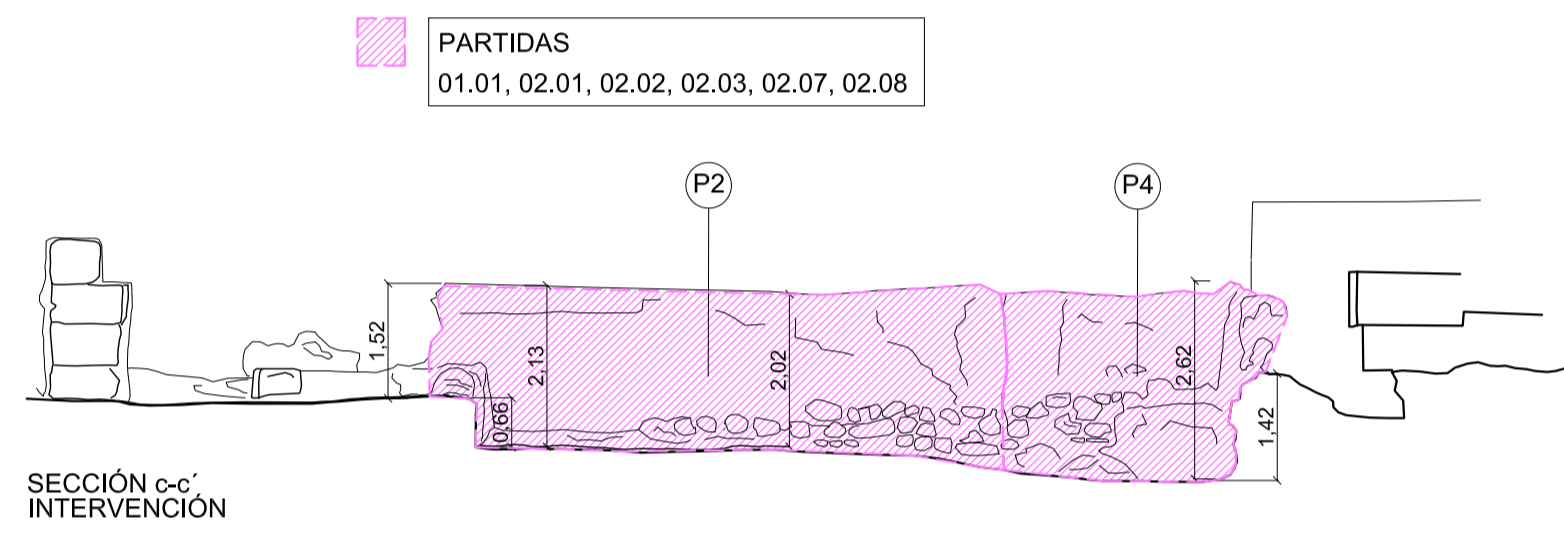 PARTIDAS
01.01, 02.01, 02.02, 02.03, 02.07, 02.08
P2
P4
1,52
2,13
2,02
2,62
0,66
1,42
SECCIÓN c-c´
INTERVENCIÓN